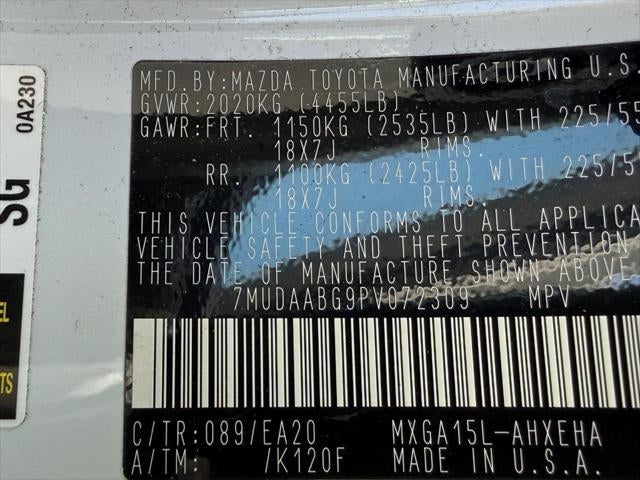 0A230
SG
EL
TS
MFD.BY:MAZDA TOYOTA MANUFACTURING U.S.
GVWR:2020KG (4455LB)
GAWR:FRT. 1150KG (2535LB) WITH 225/55
18X7J RIMS.
RR. 1100KG (2425LB) WITH 225/5
18X7J RIMS.
THIS VEHICLE CONFORMS TO ALL APPLICA
VEHICLE SAFETY AND THEFT PREVENTION
THE DATE OF MANUFACTURE SHOWN ABOVE.
7MUDAABG9PV072309 MPV
C/TR:089/EA20 MXGA15L-AHXEHA
A/TM: /K120F MADE IN U.S.A.